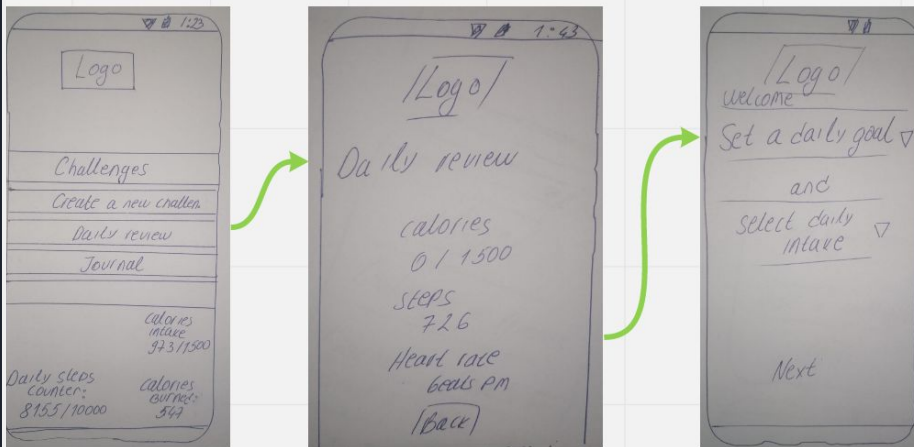 1:23
Logo
Challenges
Create a new challen
Daily review
Journal
calories
intake
973/1500
Daily steps
counter:
8155/10000
calories
Burned:
547
1:43
Logo
Daily review
calories
0/1500
steps
726
Heart rate
beats pm
Back
Logo
Welcome
Set a daily goal
and
select daily
intake
Next